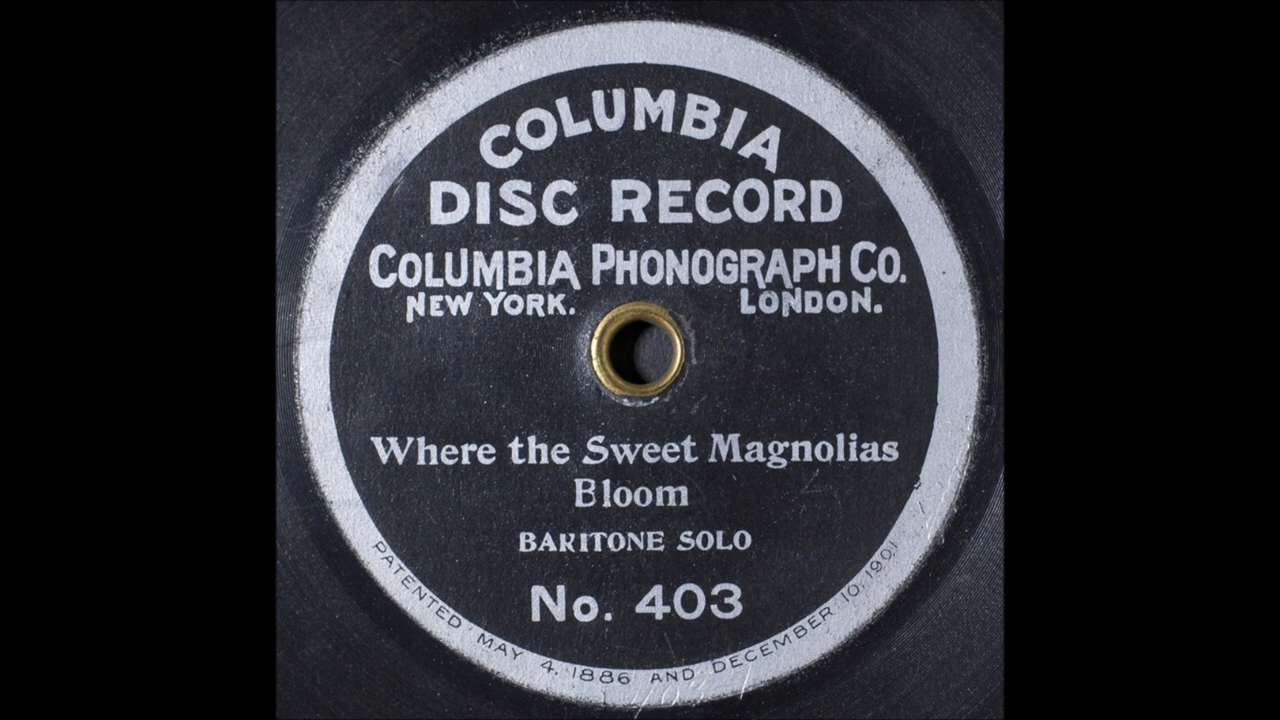 COLUMBIA
DISC RECORD
COLUMBIA PHONOGRAPH CO.
NEW YORK. LONDON.
Where the Sweet Magnolias
Bloom
BARITONE SOLO
No. 403
PATENTED MAY 4, 1886 AND DECEMBER 10, 1901